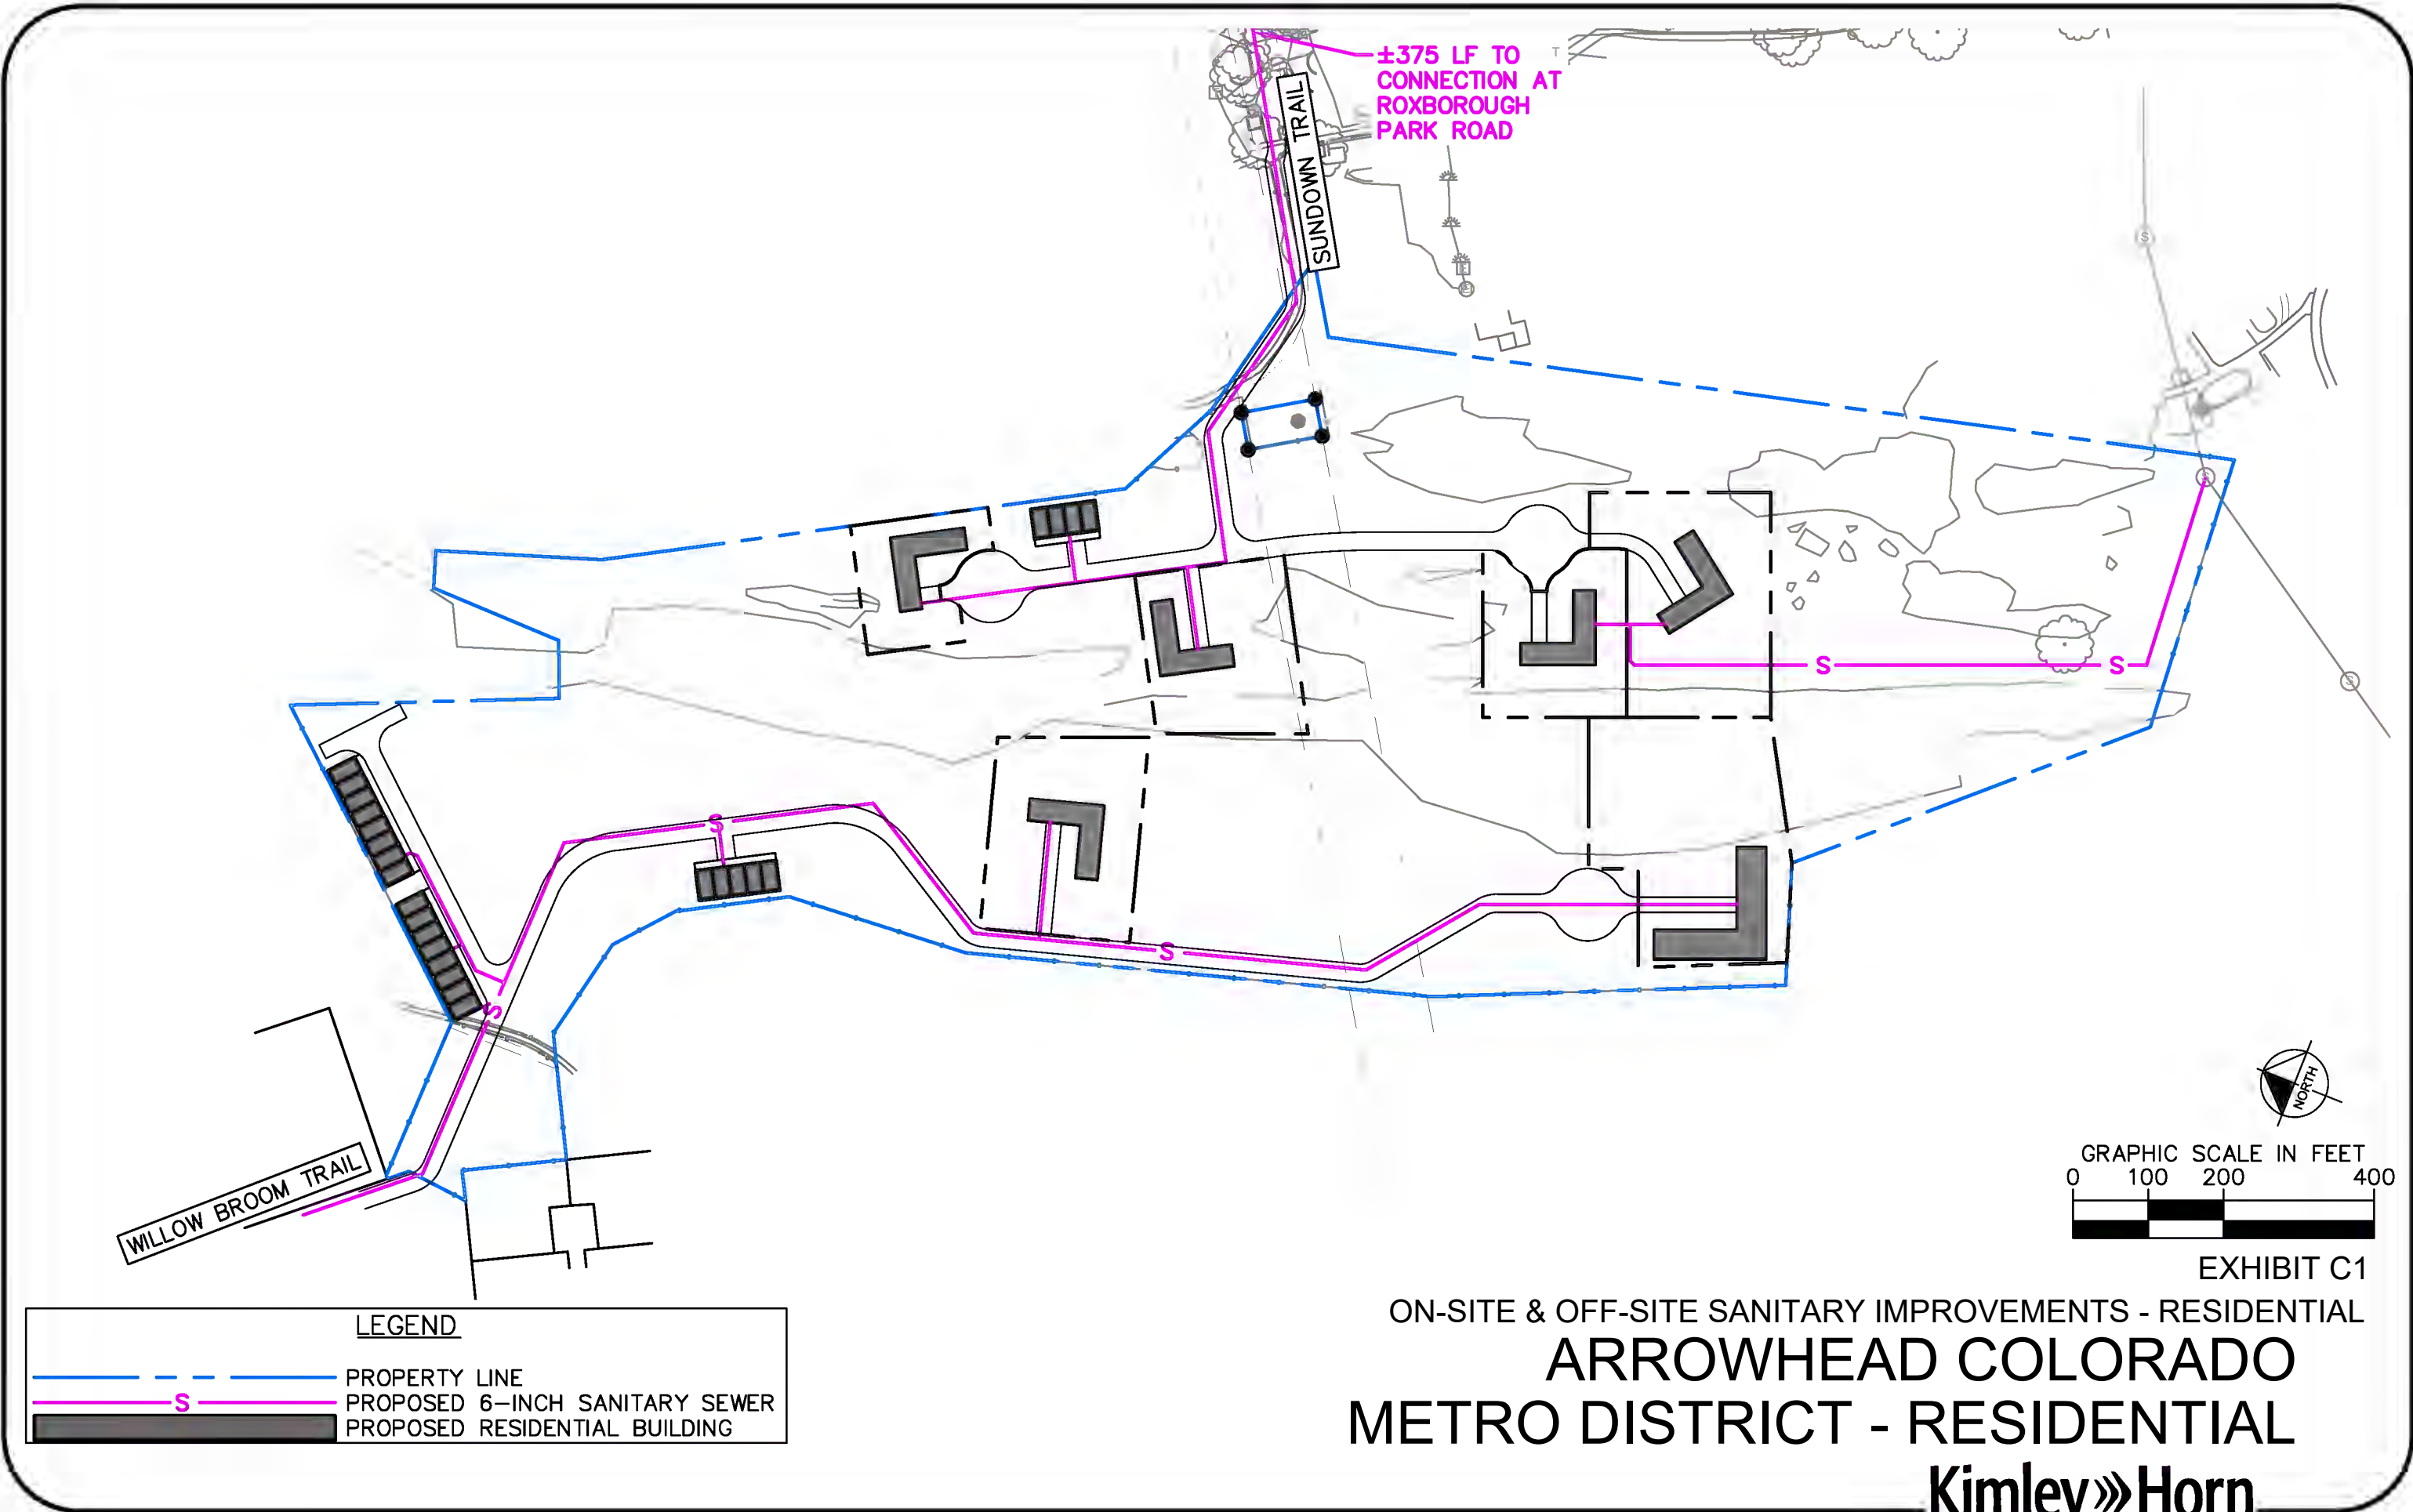 ±375 LF TO
CONNECTION AT
ROXBOROUGH
PARK ROAD
T
SUNDOWN TRAIL
S
S
S
S
S
S
S
S
WILLOW BROOM TRAIL
NORTH
GRAPHIC SCALE IN FEET
0 100 200 400
EXHIBIT C1
ON-SITE & OFF-SITE SANITARY IMPROVEMENTS - RESIDENTIAL
ARROWHEAD COLORADO
METRO DISTRICT - RESIDENTIAL
Kimley»Horn
LEGEND
PROPERTY LINE
S PROPOSED 6-INCH SANITARY SEWER
PROPOSED RESIDENTIAL BUILDING